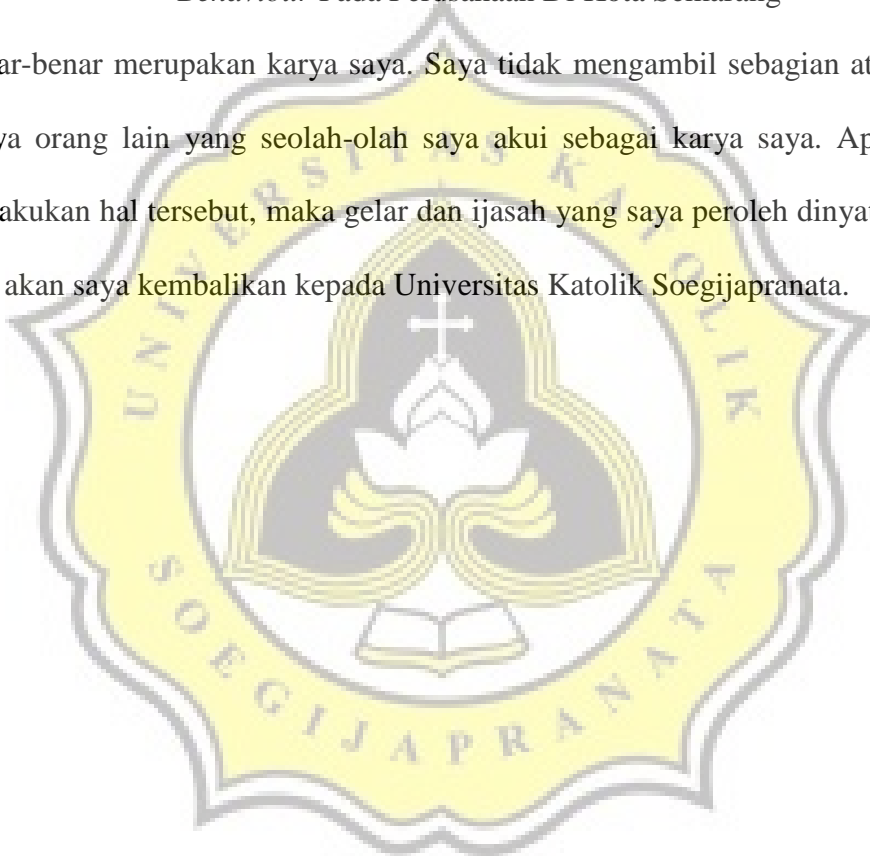 Behaviour Pada Perusahaan Di Kota Semarang
ar-benar merupakan karya saya. Saya tidak mengambil sebagian at
ya orang lain yang seolah-olah saya akui sebagai karya saya. Ap
akukan hal tersebut, maka gelar dan ijasah yang saya peroleh dinyat
akan saya kembalikan kepada Universitas Katolik Soegijapranata.
UNIVERSITAS KATOLIK
SOEGIJAPRANATA